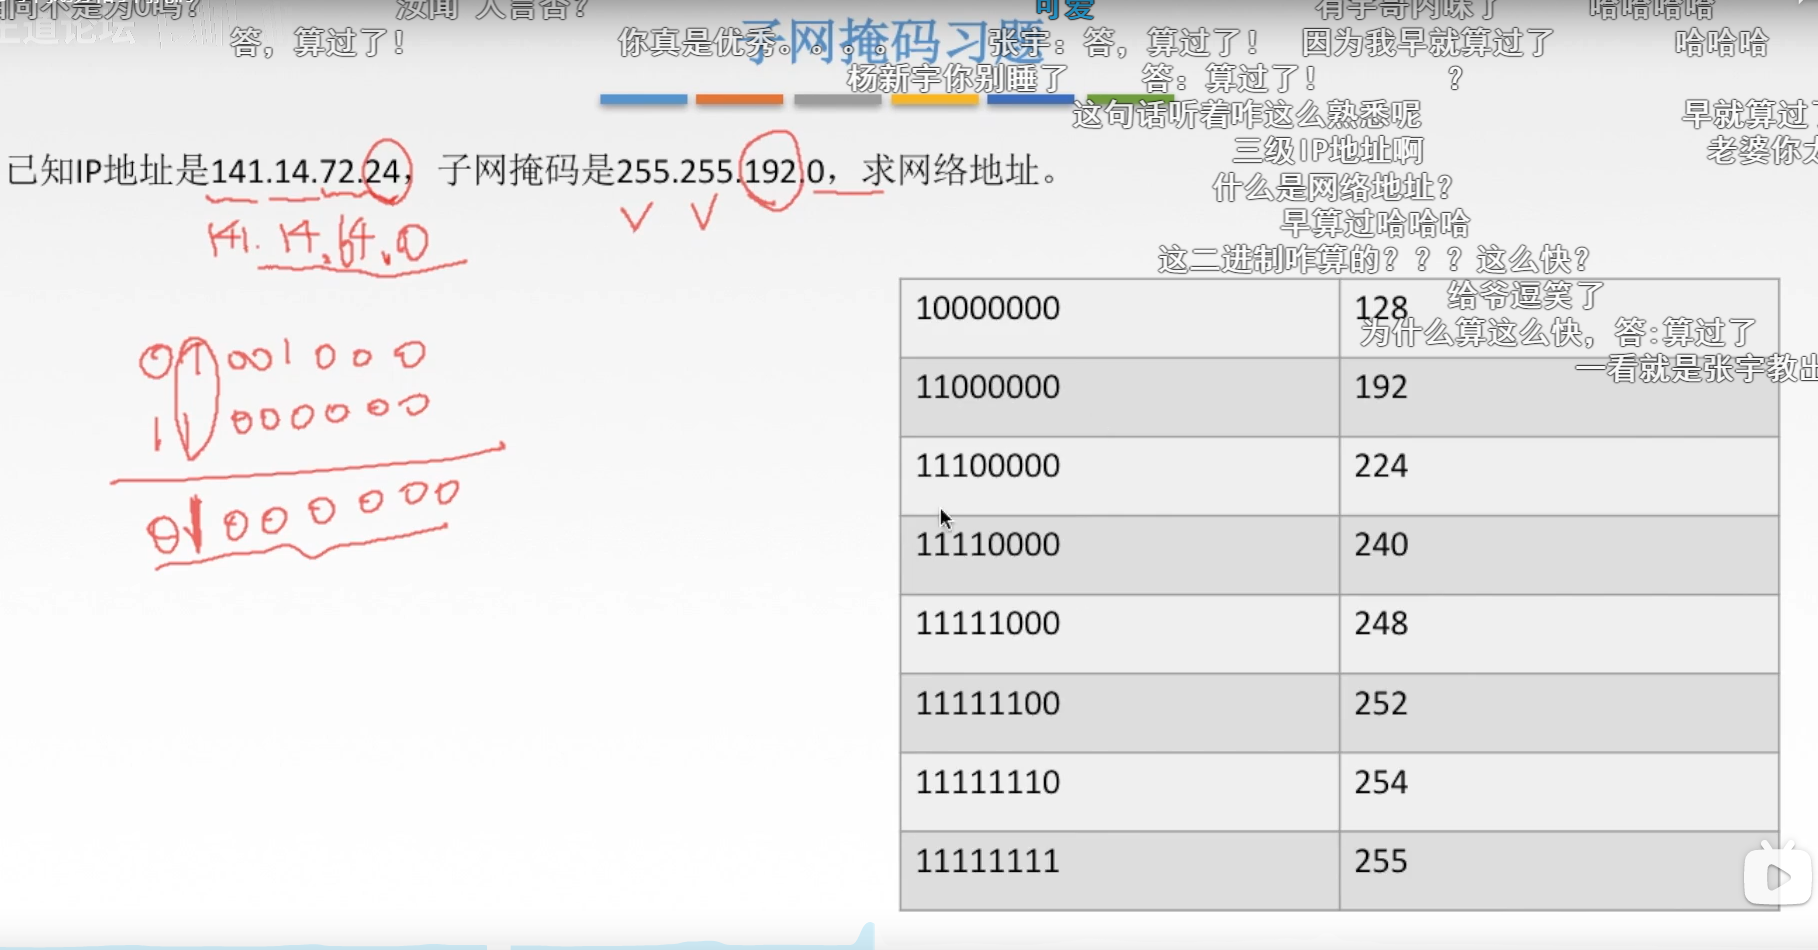 汝闻“人言否？
可爱
有宇哥内味了
哈哈哈哈
王道论坛
答，算过了！
你真是优秀。。。。
子网掩码习题
张宇：答，算过了！
因为我早就算过了
哈哈哈
杨新宇你别睡了
答：算过了！
？
这句话听着咋这么熟悉呢
早就算过了
三级IP地址啊
老婆你太
已知IP地址是141.14.72.24，子网掩码是255.255.192.0，求网络地址。
什么是网络地址？
141.14.64.0
早算过哈哈哈
这二进制咋算的？？？这么快？
给爷逗笑了
10000000 128
为什么算这么快，答:算过了
一看就是张宇教出
01001000
11000000
01000000
11000000 192
11100000 224
11110000 240
11111000 248
11111100 252
11111110 254
11111111 255